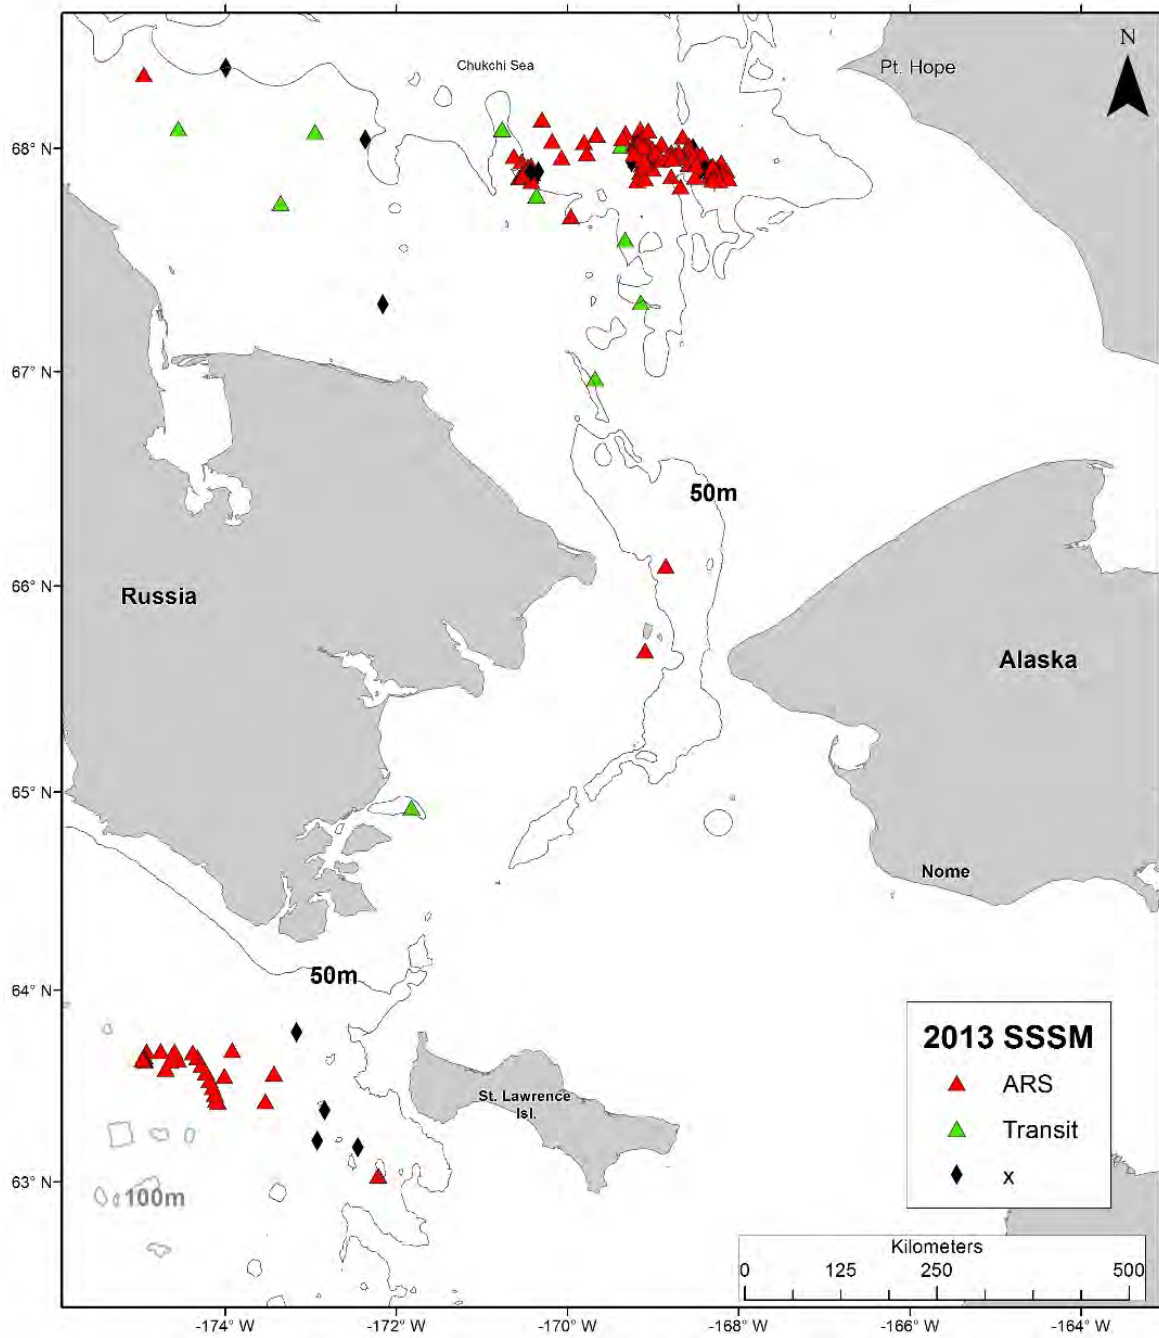 N
Chukchi Sea
Pt. Hope
68° N
67° N
50m
66° N
Russia
Alaska
65° N
Nome
64° N
50m
2013 SSSM
ARS
St. Lawrence
Isl.
Transit
x
63° N
100m
Kilometers
0 125 250 500
-174° W -172° W -170° W -168° W -166° W -164° W